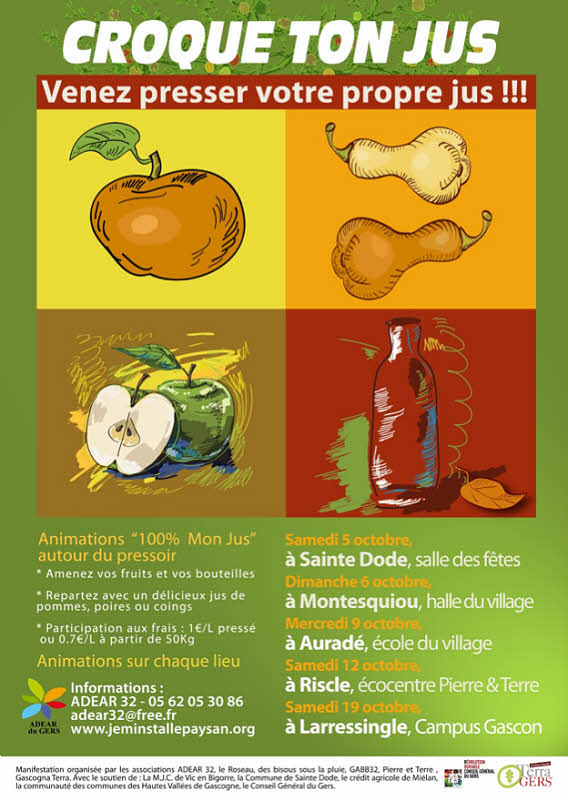 CROQUE TON JUS
Venez presser votre propre jus !!!
Animations “100% Mon Jus”
autour du pressoir
* Amenez vos fruits et vos bouteilles
* Repartez avec un délicieux jus de
pommes, poires ou coings
* Participation aux frais : 1€/L pressé
ou 0.7€/L à partir de 50Kg
Animations sur chaque lieu
Informations :
ADEAR 32 - 05 62 05 30 86
adear32@free.fr
www.jeminstallepaysan.org
ADEAR
du GERS
Samedi 5 octobre,
à Sainte Dode, salle des fêtes
Dimanche 6 octobre,
à Montesquiou, halle du village
Mercredi 9 octobre,
à Auradé, école du village
Samedi 12 octobre,
à Riscle, écocentre Pierre & Terre
Samedi 19 octobre,
à Larressingle, Campus Gascon
Manifestation organisée par les associations ADEAR 32, le Roseau, des bisous sous la pluie, GABB32, Pierre et Terre ,
Gascogna Terra. Avec le soutien de : La M.J.C. de Vic en Bigorre, la Commune de Sainte Dode, le crédit agricole de Miélan,
la communauté des communes des Hautes Vallées de Gascogne, le Conseil Général du Gers.
RÉVOLUTION
DURABLE
CONSEIL GÉNÉRAL
DU GERS
Terra
GERS